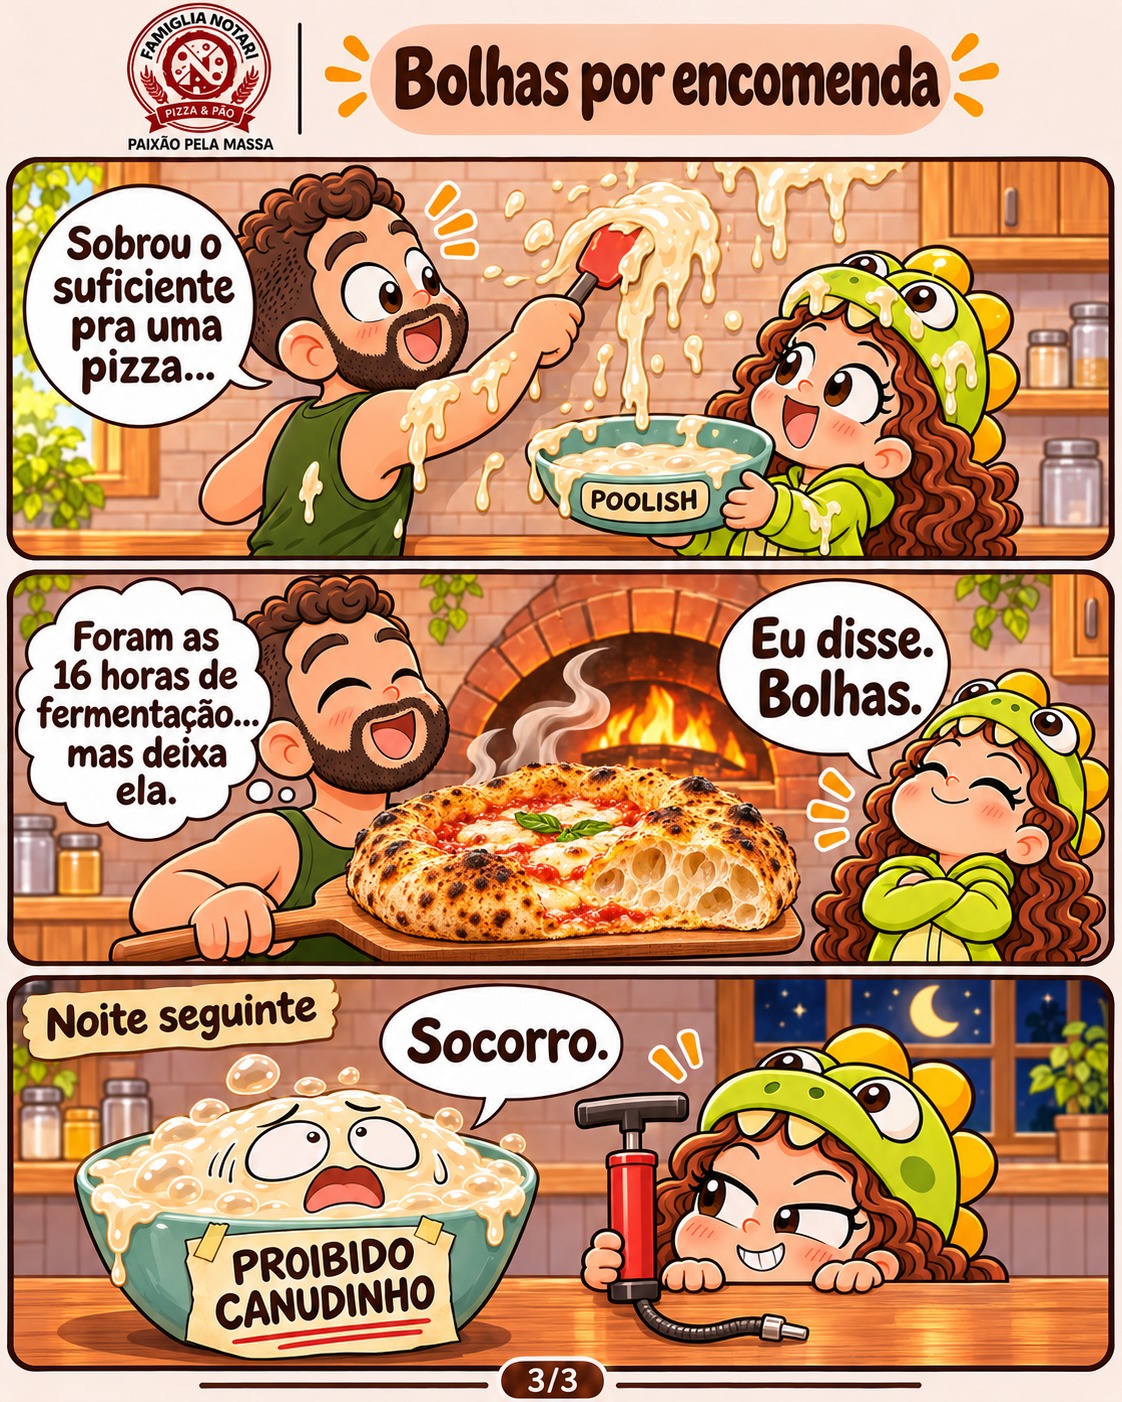 FAMIGLIA NOTARI
PIZZA & PÃO
PAIXÃO PELA MASSA
Bolhas por encomenda
Sobrou o
suficiente
pra uma
pizza...
POOLISH
Foram as
16 horas de
fermentação...
mas deixa
ela.
Eu disse.
Bolhas.
Noite seguinte
Socorro.
PROIBIDO
CANUDINHO
3/3